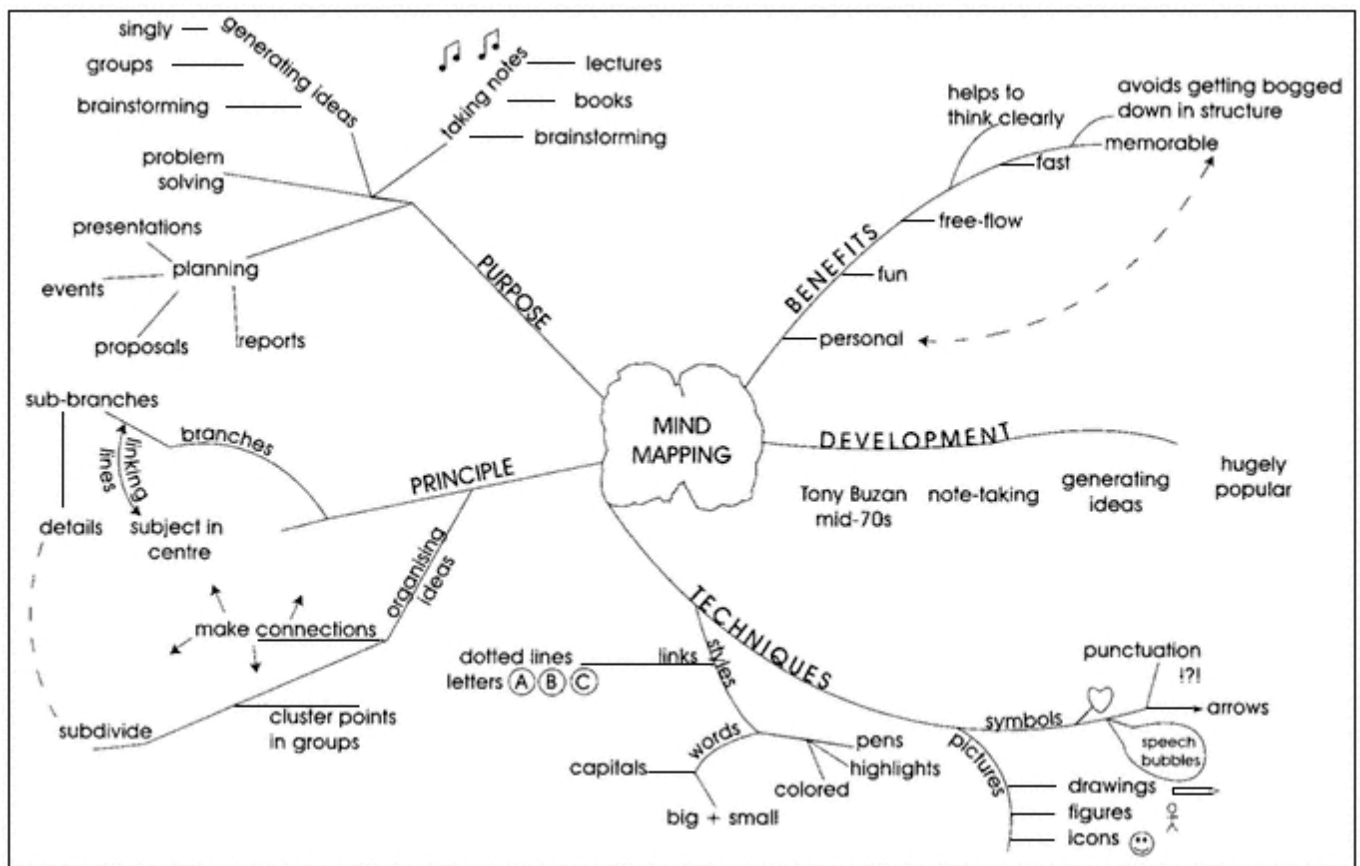 MIND
MAPPING
PURPOSE
generating ideas
singly
groups
brainstorming
taking notes
lectures
books
brainstorming
problem
solving
planning
presentations
events
proposals
reports
BENEFITS
helps to
think clearly
avoids getting bogged
down in structure
memorable
fast
free-flow
fun
personal
DEVELOPMENT
Tony Buzan
mid-70s
note-taking
generating
ideas
hugely
popular
PRINCIPLE
branches
sub-branches
linking
lines
details
subject in
centre
organising
ideas
make connections
cluster points
in groups
subdivide
TECHNIQUES
styles
links
dotted lines
letters A B C
words
capitals
big + small
pens
highlights
colored
symbols
punctuation
!?!
arrows
speech
bubbles
pictures
drawings
figures
icons